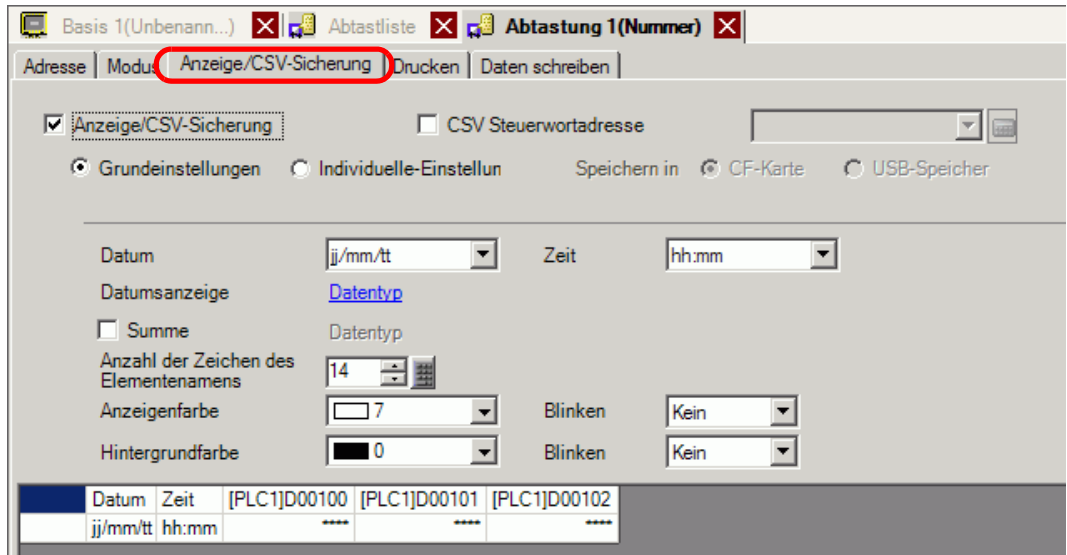 Basis 1(Unbenann...) Abtastliste Abtastung 1(Nummer)
Adresse Modus Anzeige/CSV-Sicherung Drucken Daten schreiben
Anzeige/CSV-Sicherung CSV Steuerwortadresse
Grundeinstellungen Individuelle-Einstellun Speichern in CF-Karte USB-Speicher
Datum jj/mm/tt Zeit hh:mm
Datumsanzeige Datentyp
Summe Datentyp
Anzahl der Zeichen des
Elementenamens 14
Anzeigenfarbe 7 Blinken Kein
Hintergrundfarbe 0 Blinken Kein
Datum Zeit [PLC1]D00100 [PLC1]D00101 [PLC1]D00102
jj/mm/tt hh:mm **** **** ****